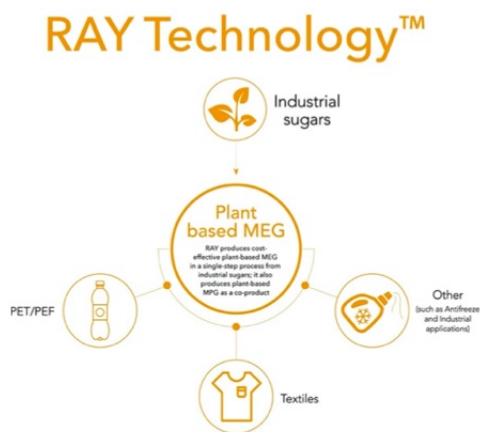 RAY Technology™
Industrial
sugars
Plant
based MEG
RAY produces cost-
effective plant-based MEG
in a single-step process from
industrial sugars; it also
produces plant-based
MPG as a co-product
PET/PEF
Other
(such as Antifreeze
and Industrial
applications)
Textiles